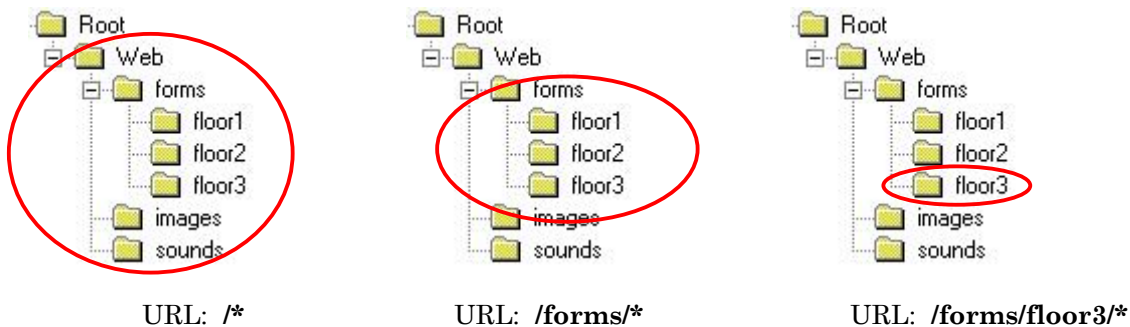 Root
Web
forms
floor1
floor2
floor3
images
sounds
URL: /*
Root
Web
forms
floor1
floor2
floor3
images
sounds
URL: /forms/*
Root
Web
forms
floor1
floor2
floor3
images
sounds
URL: /forms/floor3/*